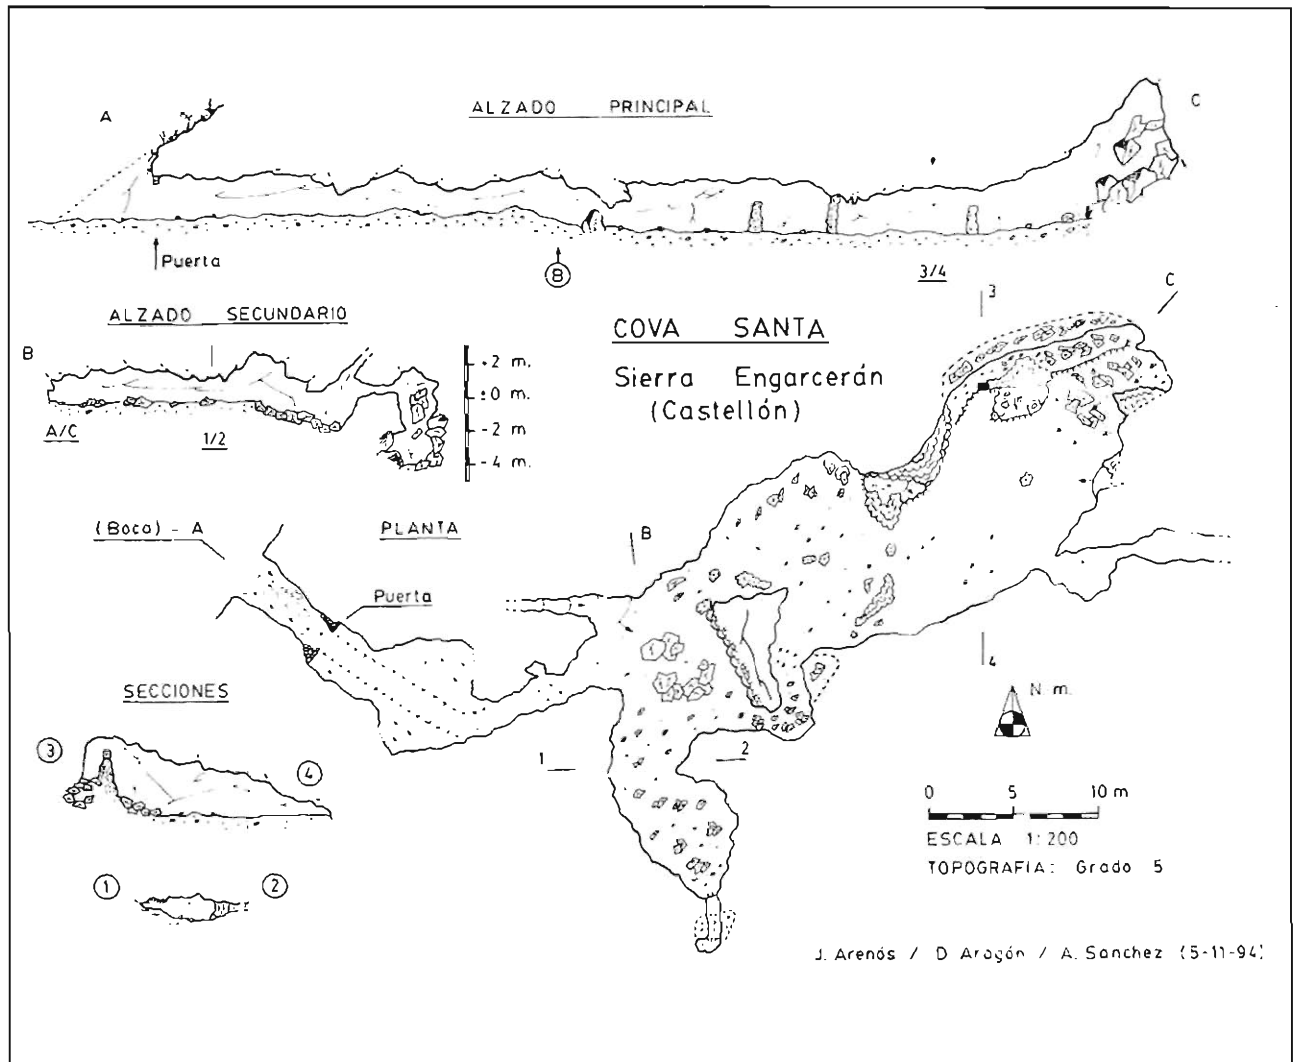 A
ALZADO PRINCIPAL
C
Puerta
B
3/4
ALZADO SECUNDARIO
B
+2 m.
±0 m.
-2 m
-4 m.
A/C
1/2
COVA SANTA
Sierra Engarcerán
(Castellón)
3
C
(Boca) - A
PLANTA
B
Puerta
4
SECCIONES
N m.
3
4
1
2
0 5 10 m
ESCALA 1:200
TOPOGRAFIA: Grado 5
1
2
J. Arenós / D Aragón / A. Sanchez (5-11-94)